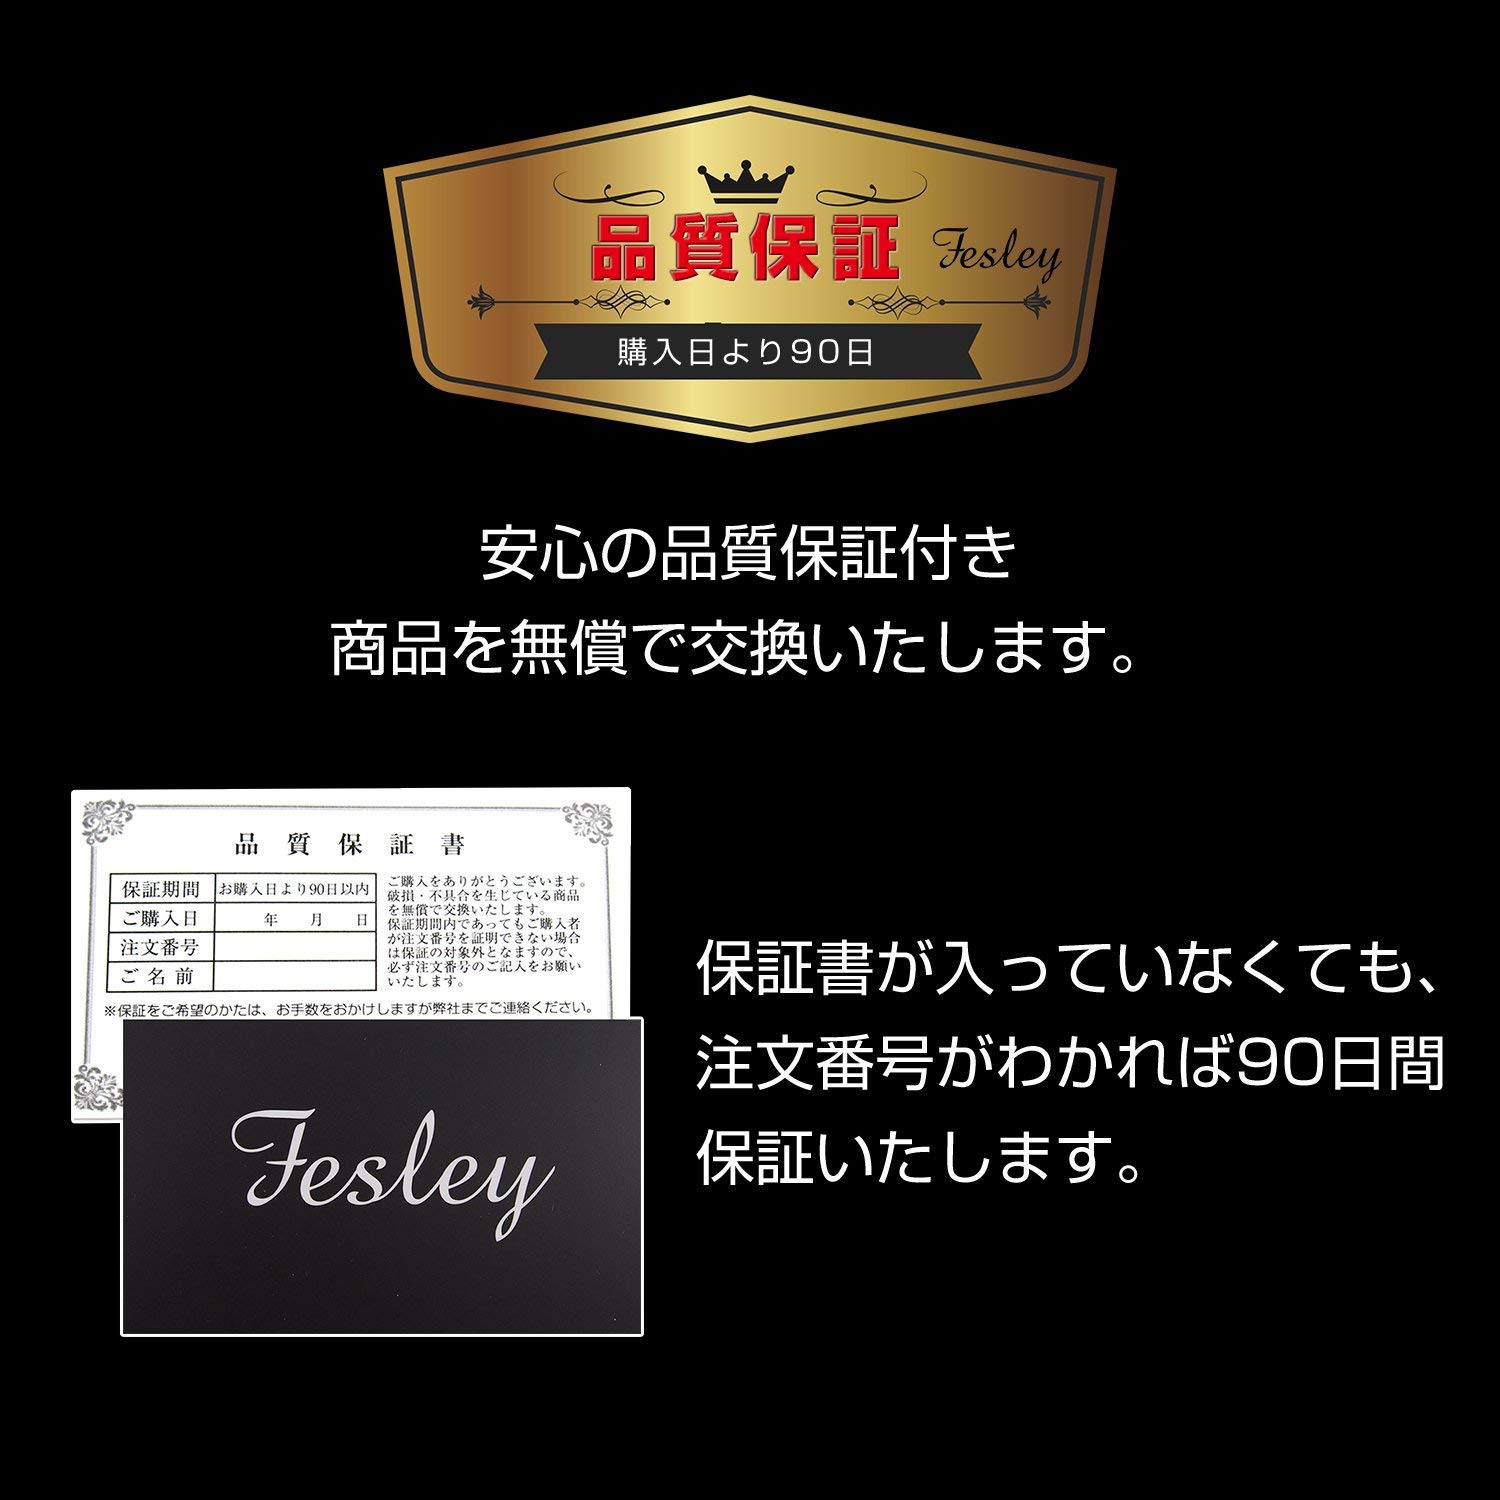 品質保証
Fesley
購入日より90日
安心の品質保証付き
商品を無償で交換いたします。
品質保証書
保証期間 お購入日より90日以内
ご購入日 年 月 日
注文番号
ご名前
ご購入をありがとうございます。
破損・不具合を生じている商品
を無償で交換いたします。
保証期間内であってもご購入者
が注文番号を証明できない場合
は保証の対象外となますので、
必ず注文番号のご記入をお願い
いたします。
※保証をご希望のかたは、お手数をおかけしますが弊社までご連絡ください。
Fesley
保証書が入っていなくても、
注文番号がわかれば90日間
保証いたします。